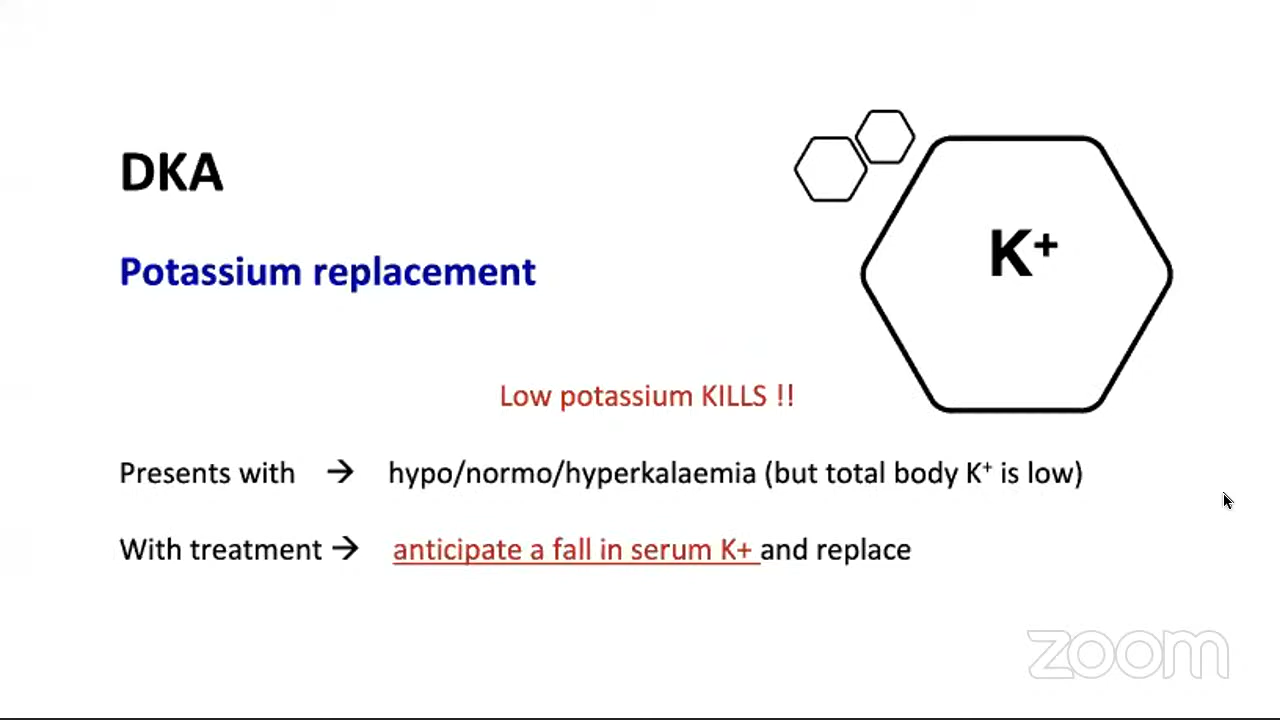 DKA
K⁺
Potassium replacement
Low potassium KILLS !!
Presents with → hypo/normo/hyperkalaemia (but total body K⁺ is low)
With treatment → anticipate a fall in serum K+ and replace
zoom